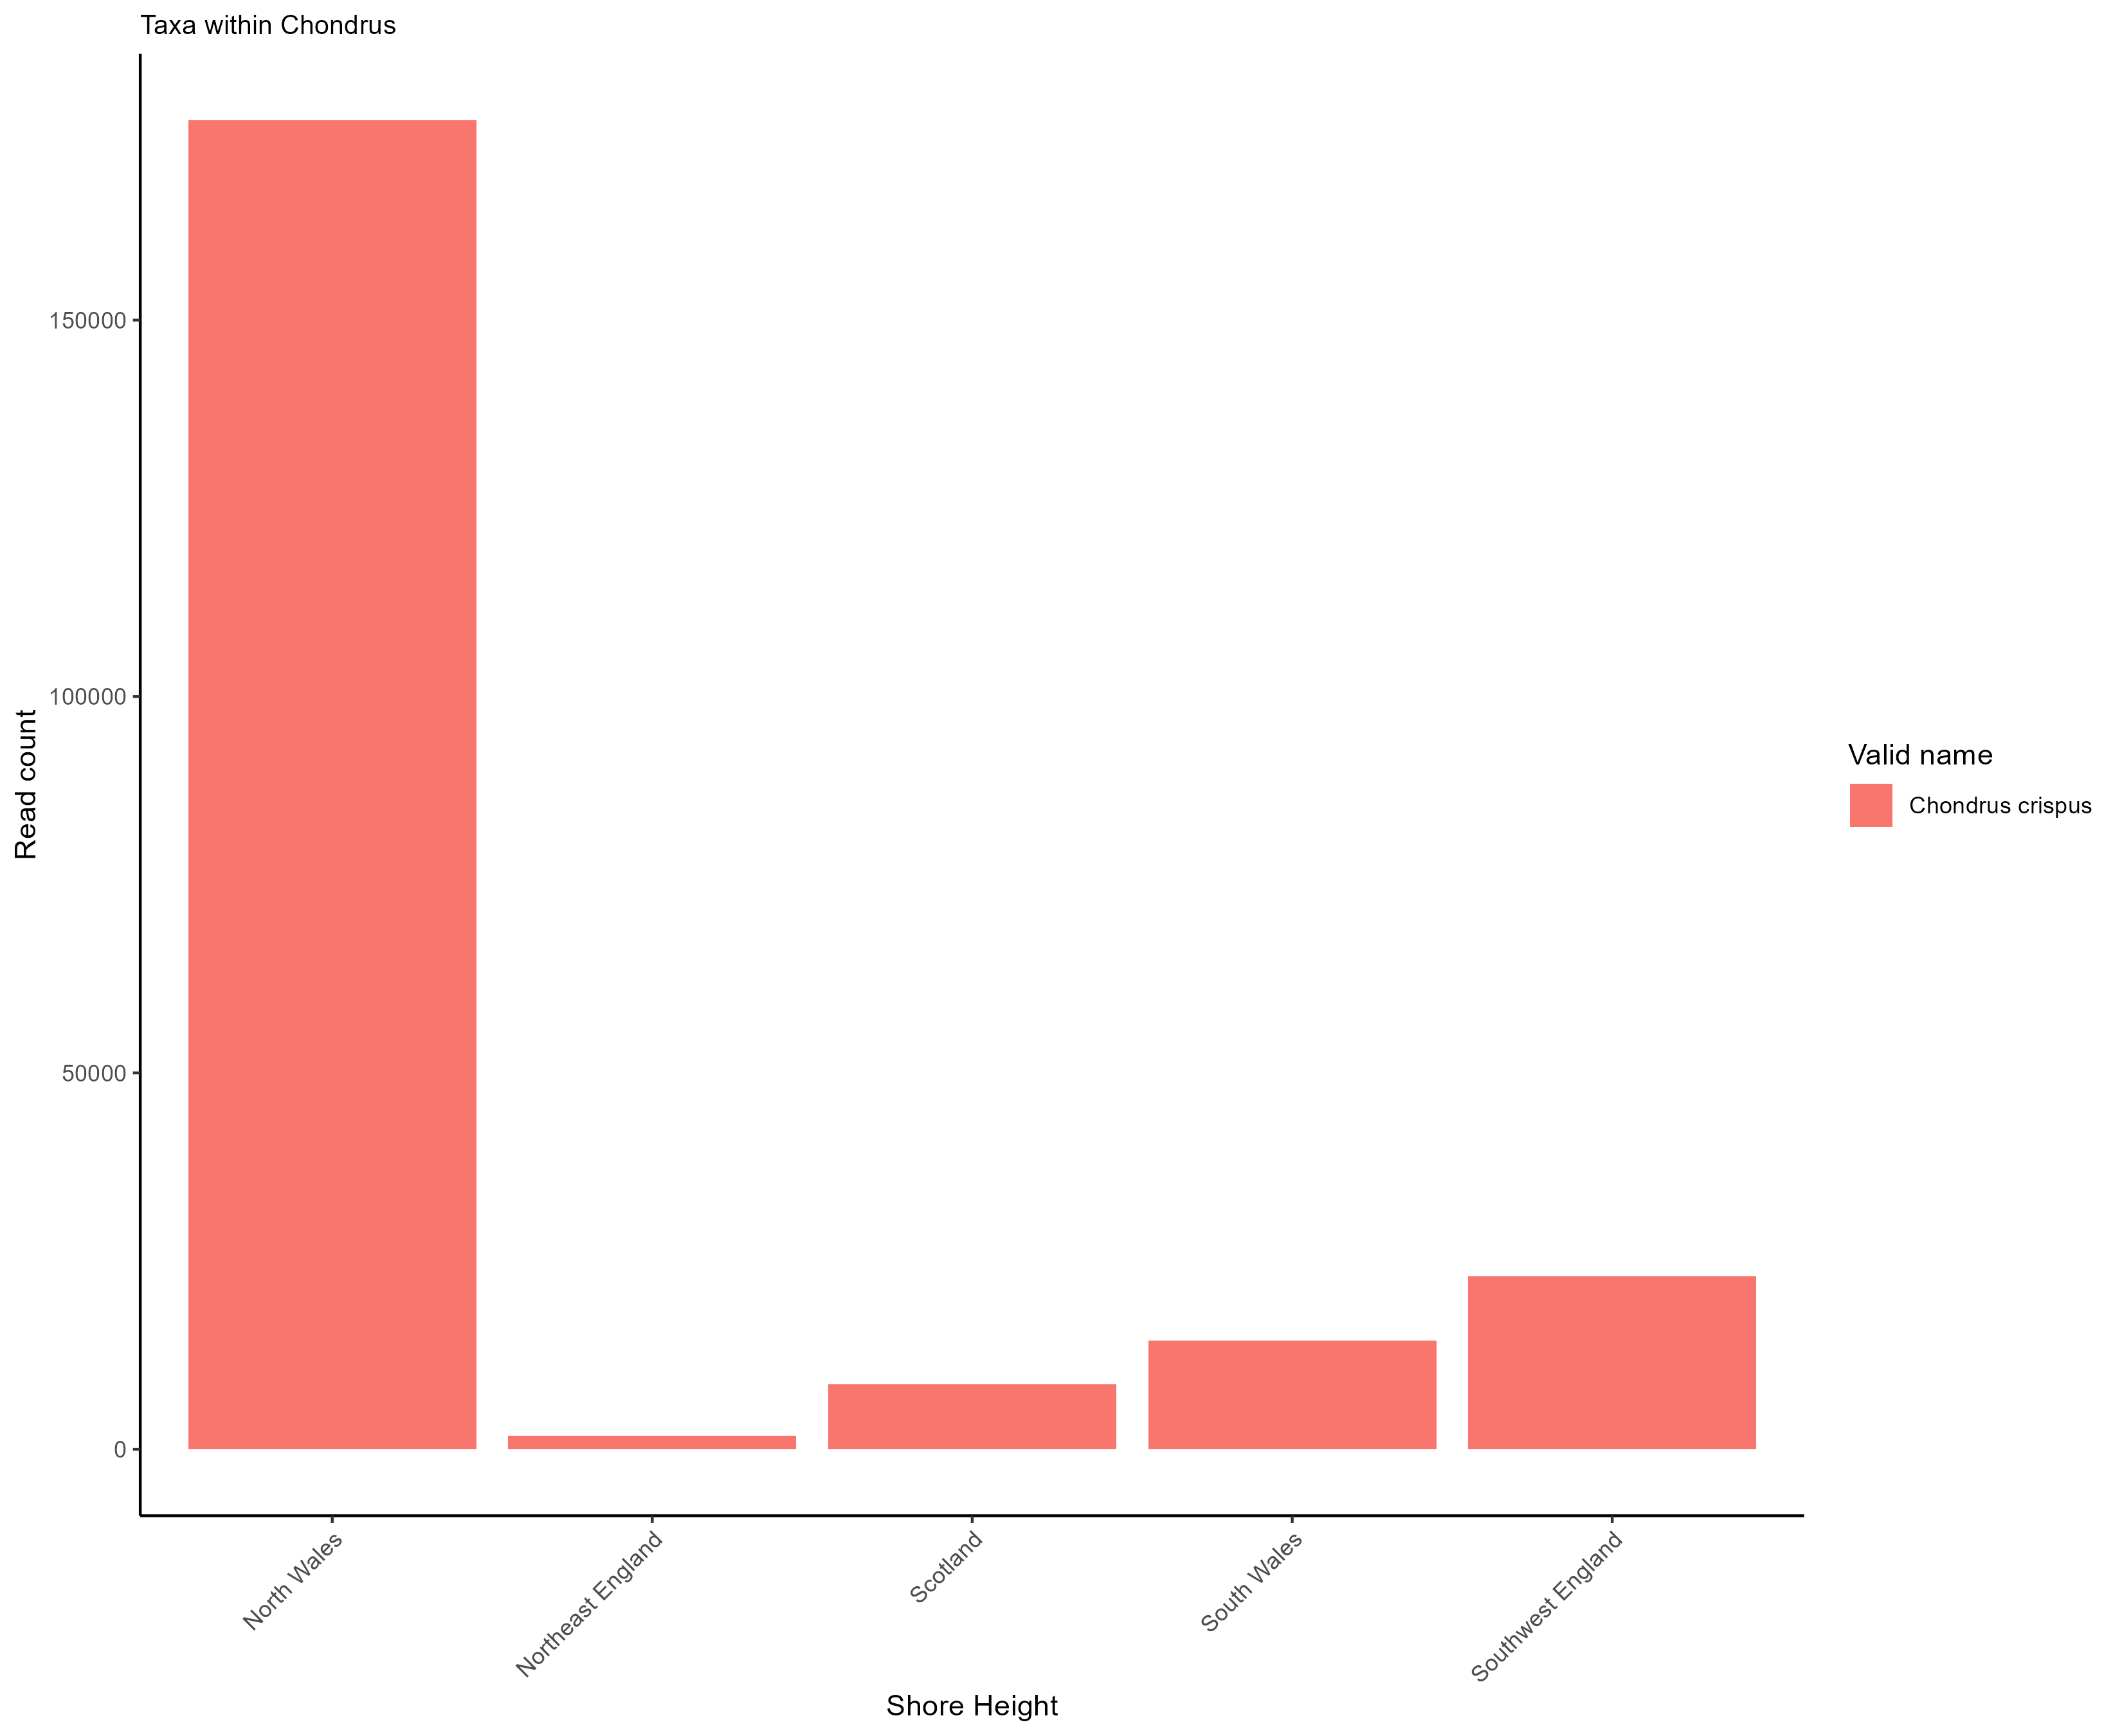 Taxa within Chondrus
150000
100000
50000
0
Read count
North Wales
Northeast England
Scotland
South Wales
Southwest England
Shore Height
Valid name
Chondrus crispus